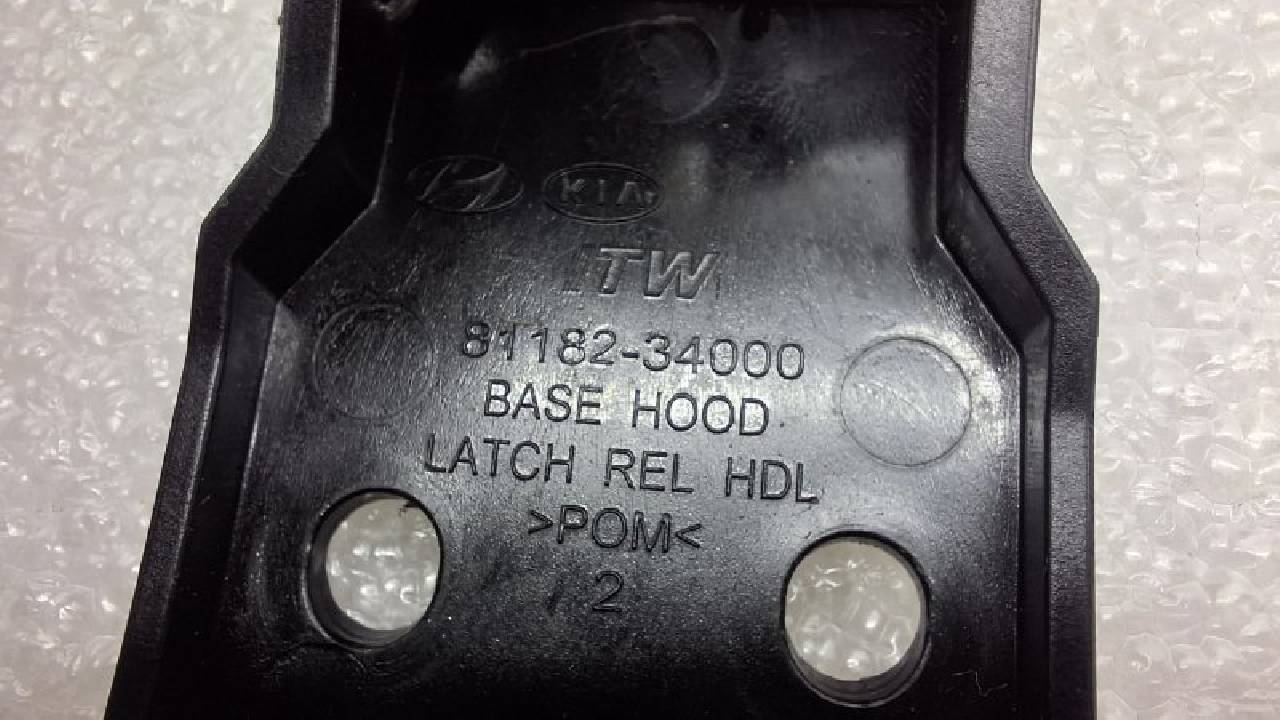 KIA
ITW
81182-34000
BASE HOOD
LATCH REL HDL
>POM<
2